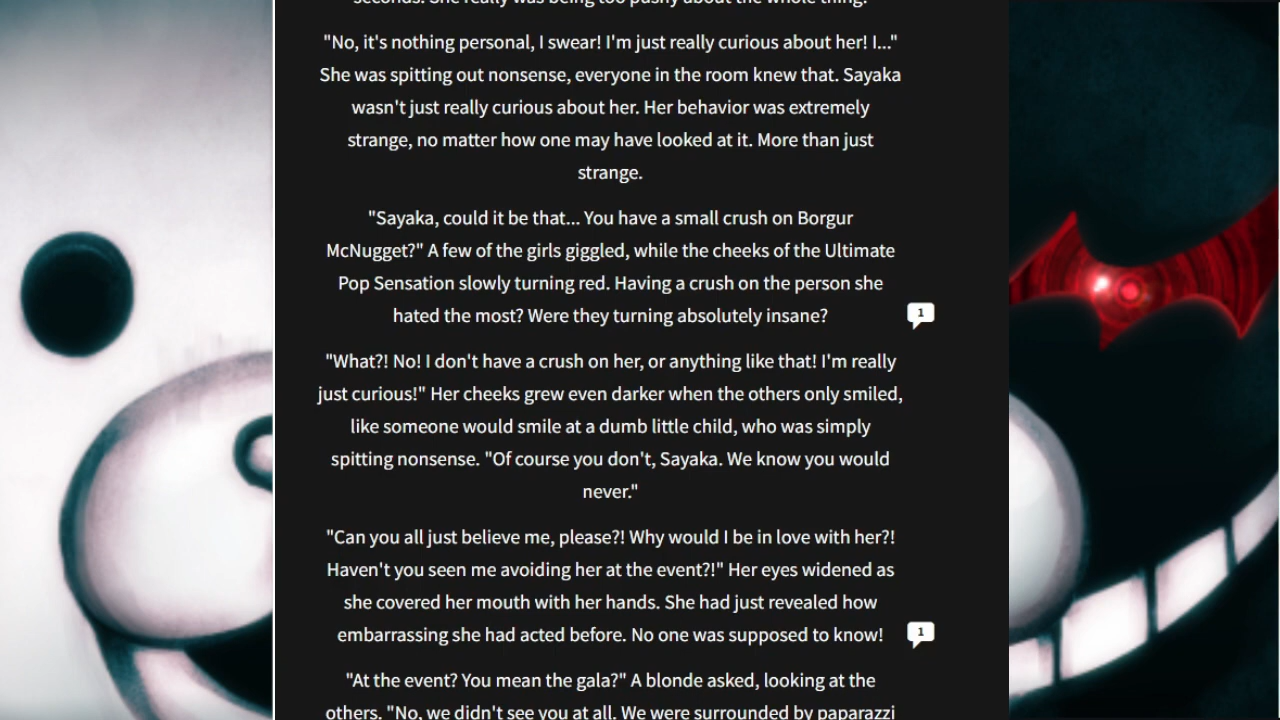 seconds. She really was being too pushy about the whole thing.
"No, it's nothing personal, I swear! I'm just really curious about her! I..."
She was spitting out nonsense, everyone in the room knew that. Sayaka
wasn't just really curious about her. Her behavior was extremely
strange, no matter how one may have looked at it. More than just
strange.
"Sayaka, could it be that... You have a small crush on Borgur
McNugget?" A few of the girls giggled, while the cheeks of the Ultimate
Pop Sensation slowly turning red. Having a crush on the person she
hated the most? Were they turning absolutely insane?
1
"What?! No! I don't have a crush on her, or anything like that! I'm really
just curious!" Her cheeks grew even darker when the others only smiled,
like someone would smile at a dumb little child, who was simply
spitting nonsense. "Of course you don't, Sayaka. We know you would
never."
"Can you all just believe me, please?! Why would I be in love with her?!
Haven't you seen me avoiding her at the event?!" Her eyes widened as
she covered her mouth with her hands. She had just revealed how
embarrassing she had acted before. No one was supposed to know!
1
"At the event? You mean the gala?" A blonde asked, looking at the
others. "No, we didn't see you at all. We were surrounded by paparazzi